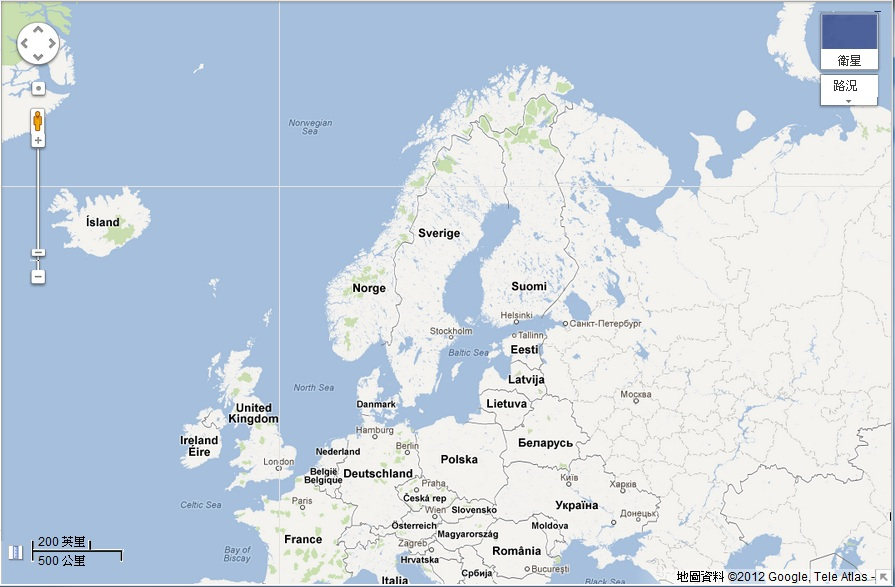 衛星
路況
Norwegian
Sea
Ísland
Sverige
Norge
Suomi
Helsinki
Stockholm
Tallinn
Санкт-Петербург
Baltic Sea
Eesti
Latvija
North Sea
Москва
Danmark
Lietuva
United
Kingdom
Hamburg
Ireland
Éire
Беларусь
Berlin
Nederland
Polska
London
België
Belgique
Deutschland
Київ
Харків
Praha
Česká rep
Celtic Sea
Paris
Wien
Slovensko
Україна
Донецьк
Österreich
Moldova
Magyarország
France
Zagreb
România
Bay of
Biscay
Hrvatska
București
Србија
Italia
Black Sea
200 英里
500 公里
地圖資料 ©2012 Google, Tele Atlas -